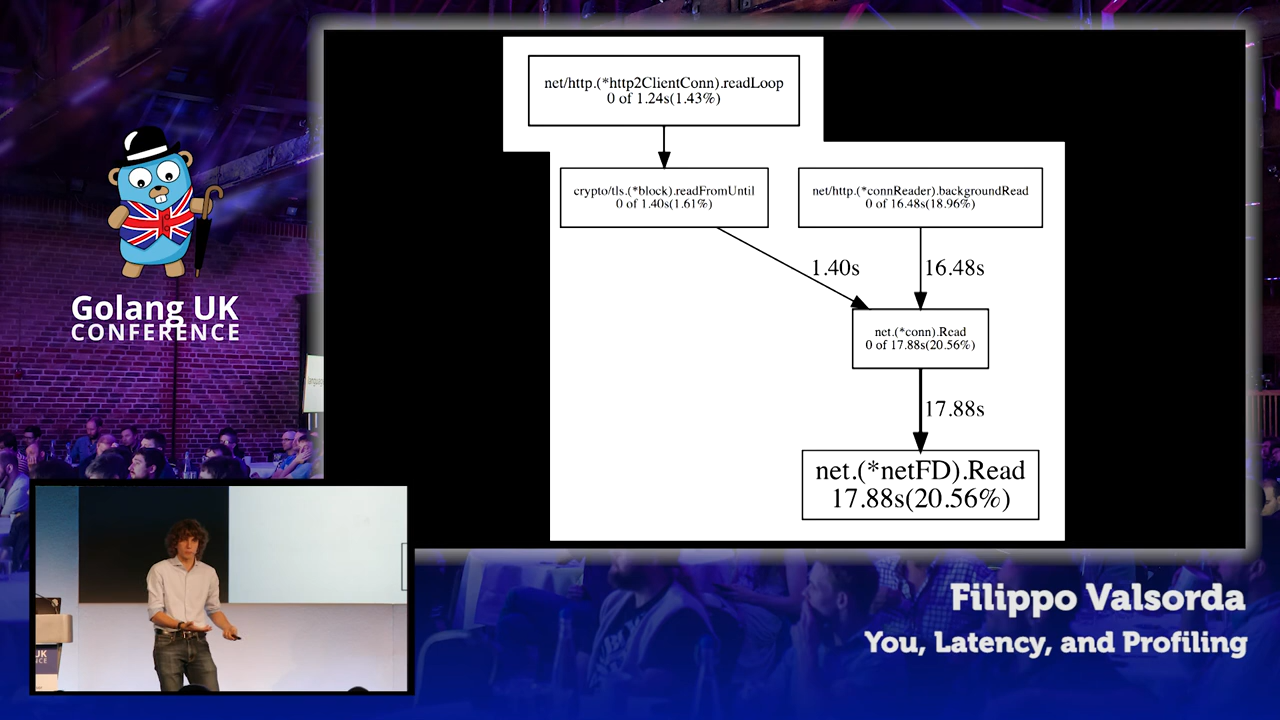 net/http.(*http2ClientConn).readLoop
0 of 1.24s(1.43%)
crypto/tls.(*block).readFromUntil
0 of 1.40s(1.61%)
net/http.(*connReader).backgroundRead
0 of 16.48s(18.96%)
1.40s
16.48s
net.(*conn).Read
0 of 17.88s(20.56%)
17.88s
net.(*netFD).Read
17.88s(20.56%)
Golang UK
CONFERENCE
Filippo Valsorda
You, Latency, and Profiling